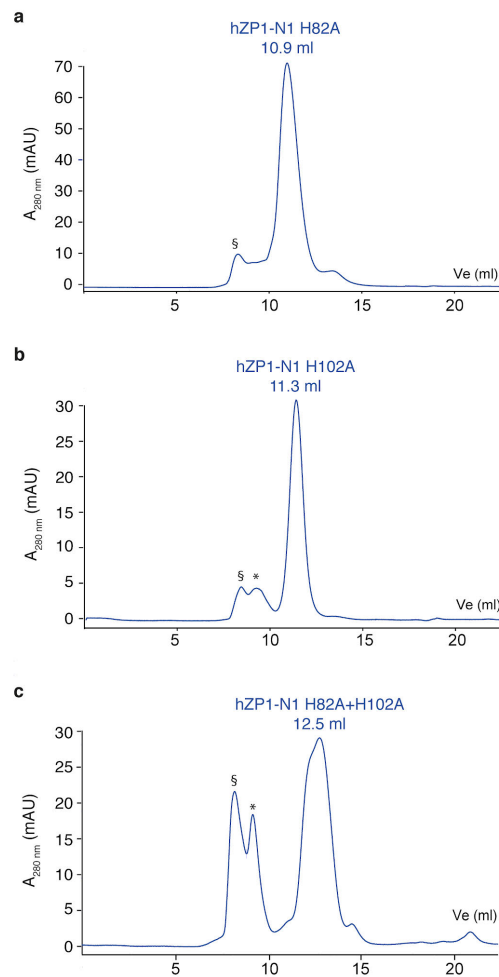 a
hZP1-N1 H82A
10.9 ml
A280 nm (mAU)
70
60
50
40
30
20
10
0
§
Ve (ml)
5
10
15
20
b
hZP1-N1 H102A
11.3 ml
A280 nm (mAU)
30
25
20
15
10
5
0
§
*
Ve (ml)
5
10
15
20
c
hZP1-N1 H82A+H102A
12.5 ml
A280 nm (mAU)
30
25
20
15
10
5
0
§
*
Ve (ml)
5
10
15
20